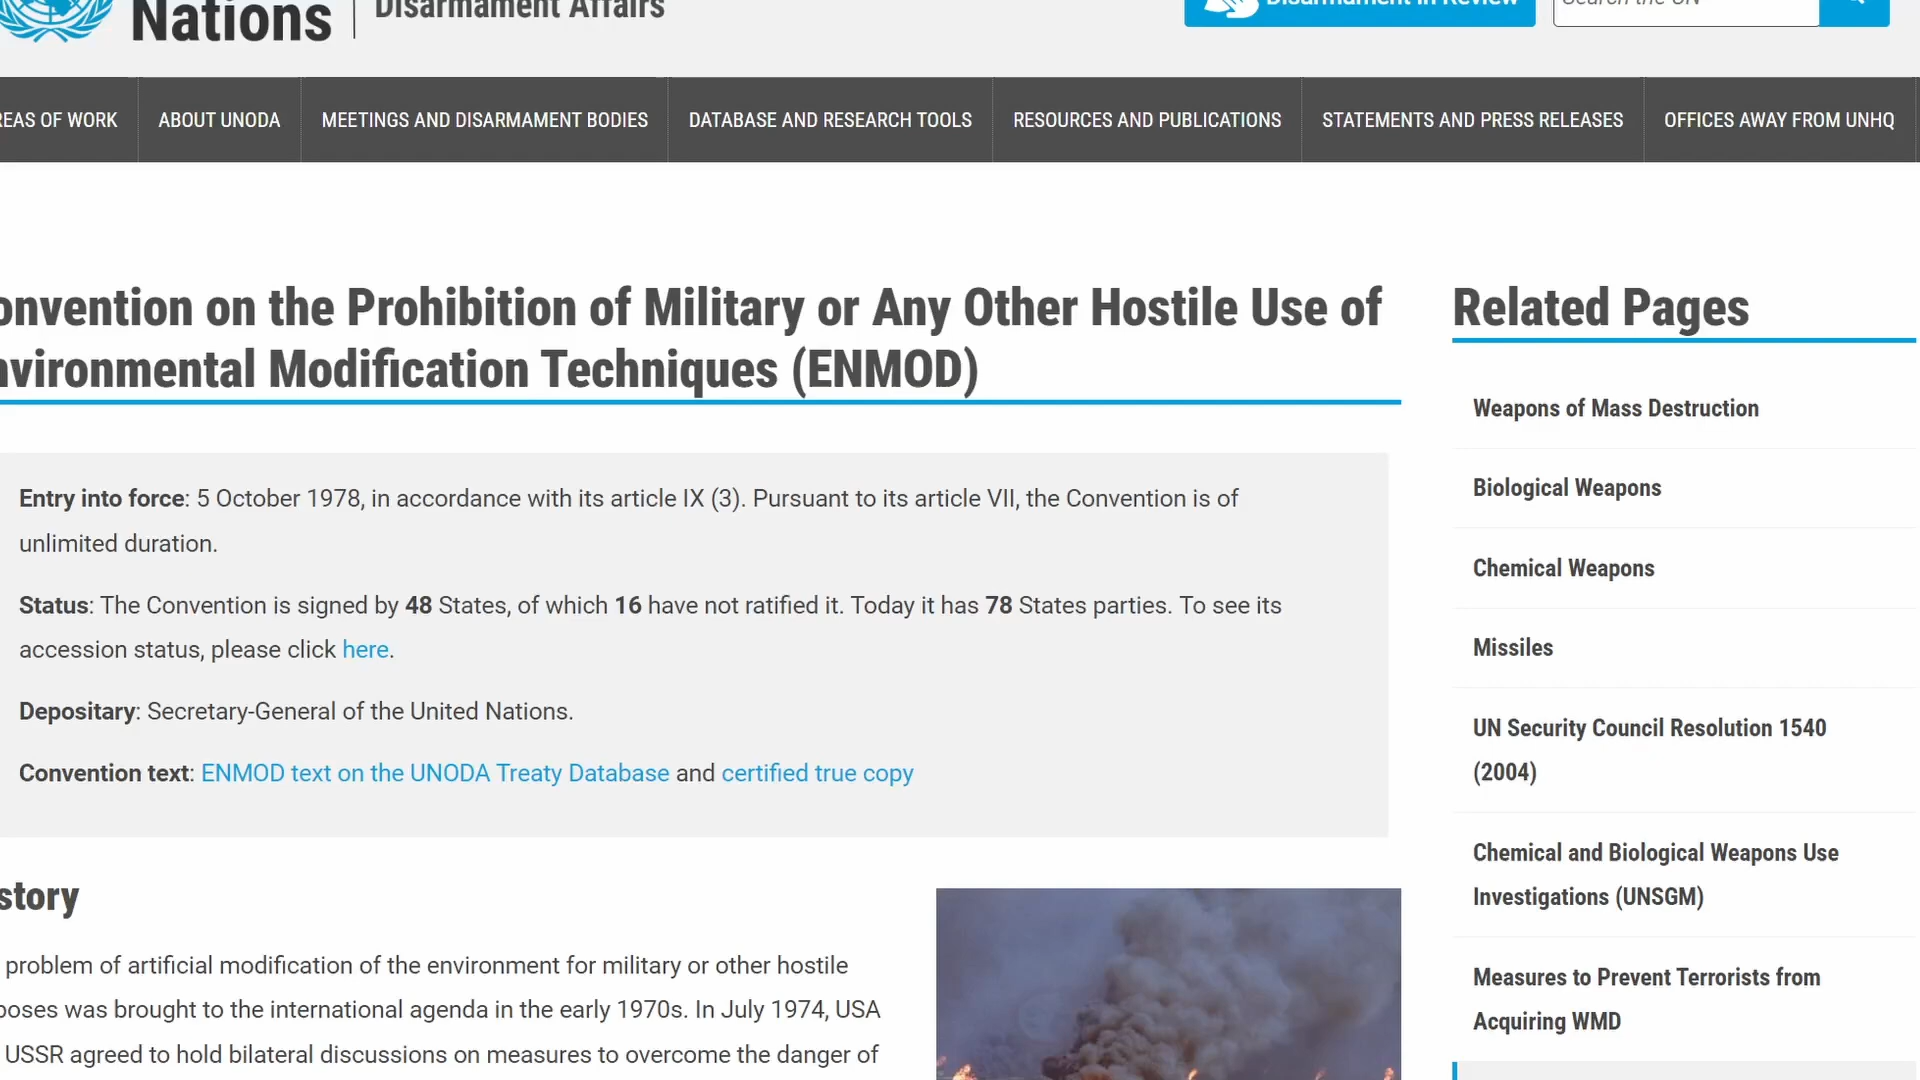 Nations
Disarmament Affairs
Disarmament in Review
Search the UN
REAS OF WORK
ABOUT UNODA
MEETINGS AND DISARMAMENT BODIES
DATABASE AND RESEARCH TOOLS
RESOURCES AND PUBLICATIONS
STATEMENTS AND PRESS RELEASES
OFFICES AWAY FROM UNHQ
onvention on the Prohibition of Military or Any Other Hostile Use of
nvironmental Modification Techniques (ENMOD)
Entry into force: 5 October 1978, in accordance with its article IX (3). Pursuant to its article VII, the Convention is of
unlimited duration.
Status: The Convention is signed by 48 States, of which 16 have not ratified it. Today it has 78 States parties. To see its
accession status, please click here.
Depositary: Secretary-General of the United Nations.
Convention text: ENMOD text on the UNODA Treaty Database and certified true copy
story
problem of artificial modification of the environment for military or other hostile
poses was brought to the international agenda in the early 1970s. In July 1974, USA
USSR agreed to hold bilateral discussions on measures to overcome the danger of
Related Pages
Weapons of Mass Destruction
Biological Weapons
Chemical Weapons
Missiles
UN Security Council Resolution 1540
(2004)
Chemical and Biological Weapons Use
Investigations (UNSGM)
Measures to Prevent Terrorists from
Acquiring WMD